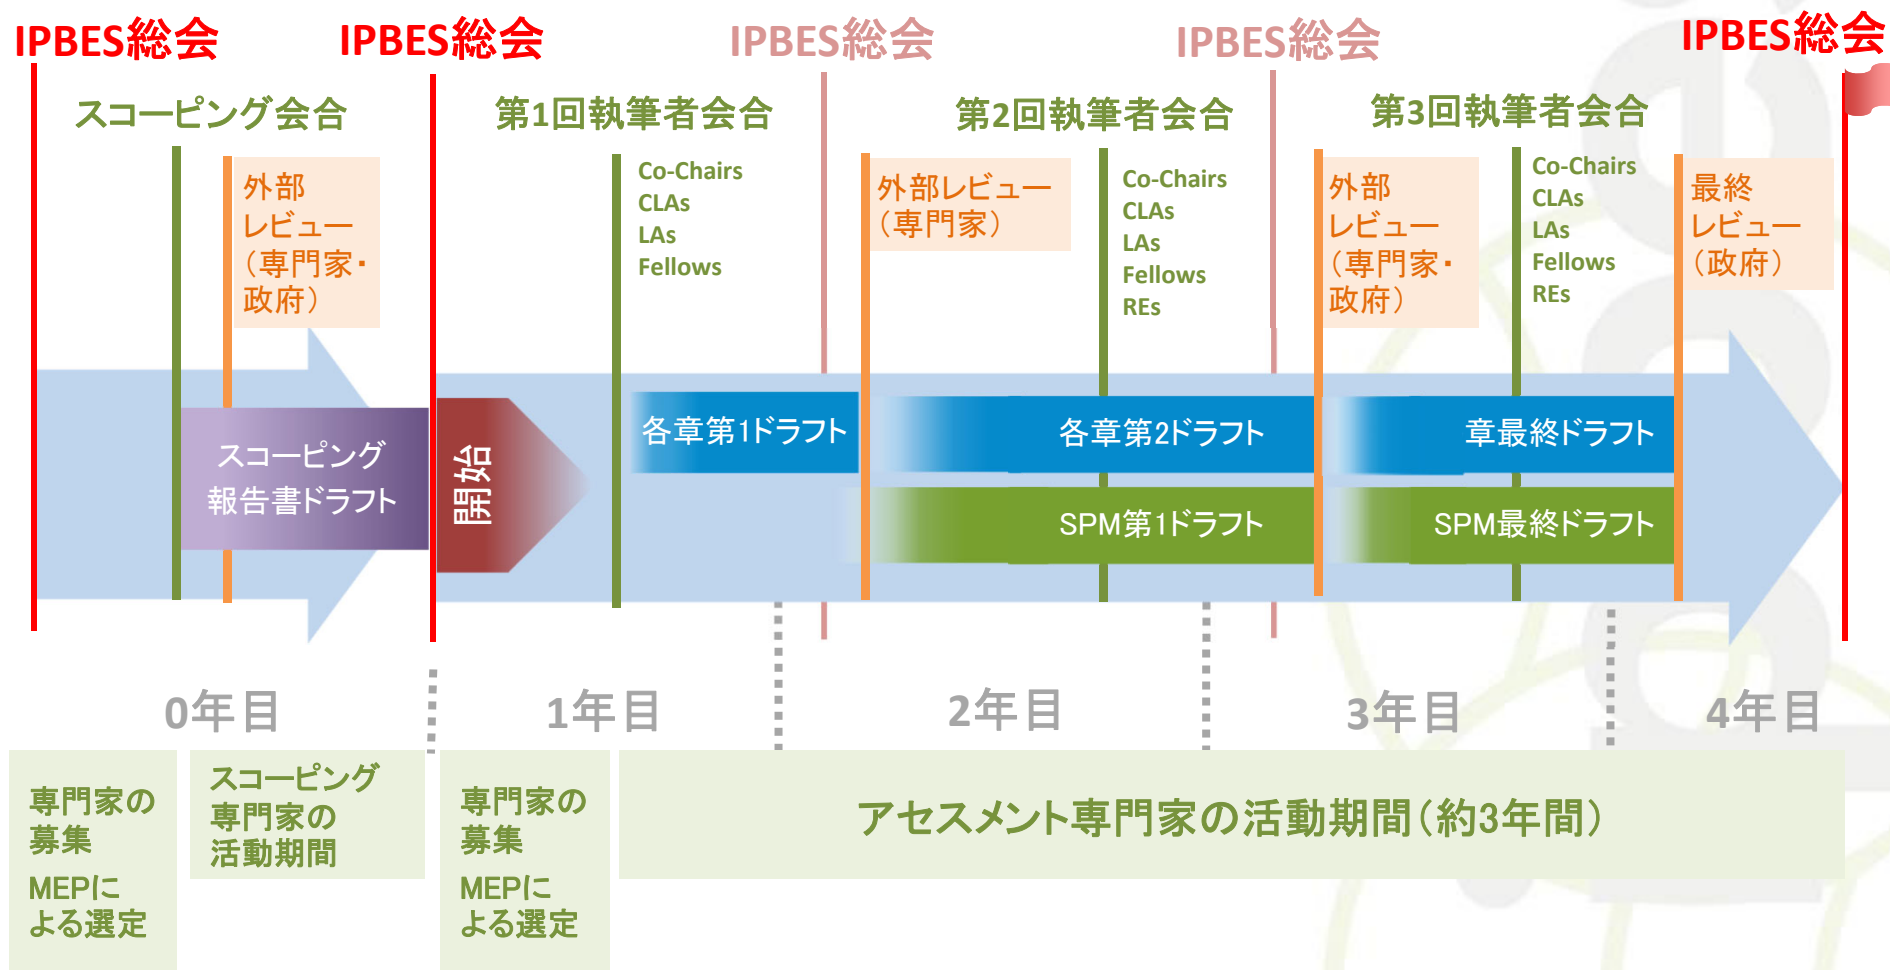 IPBES総会
IPBES総会
IPBES総会
IPBES総会
IPBES総会
スコーピング会合
第1回執筆者会合
第2回執筆者会合
第3回執筆者会合
外部
レビュー
（専門家・
政府）
Co-Chairs
CLAs
LAs
Fellows
外部レビュー
（専門家）
Co-Chairs
CLAs
LAs
Fellows
REs
外部
レビュー
（専門家・
政府）
Co-Chairs
CLAs
LAs
Fellows
REs
最終
レビュー
（政府）
スコーピング
報告書ドラフト
開始
各章第1ドラフト
各章第2ドラフト
章最終ドラフト
SPM第1ドラフト
SPM最終ドラフト
0年目
1年目
2年目
3年目
4年目
専門家の
募集
MEPに
よる選定
スコーピング
専門家の
活動期間
専門家の
募集
MEPに
よる選定
アセスメント専門家の活動期間（約3年間）